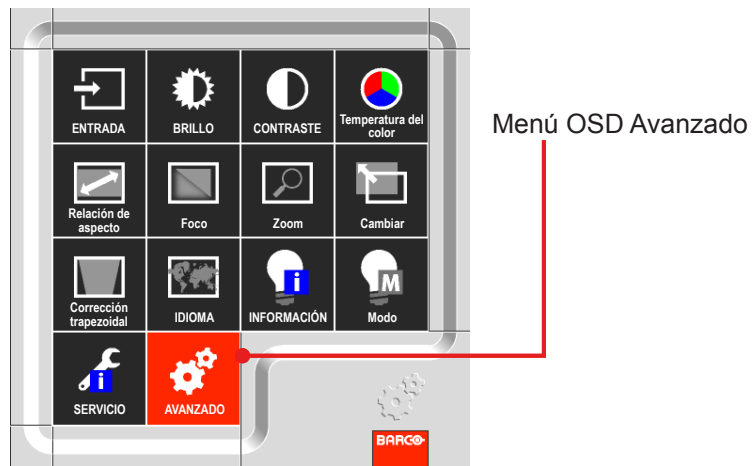 Menú OSD Avanzado
ENTRADA
BRILLO
CONTRASTE
Temperatura del
color
Relación de
aspecto
Foco
Zoom
Cambiar
Corrección
trapezoidal
IDIOMA
i
INFORMACIÓN
M
Modo
i
SERVICIO
AVANZADO
BARCO